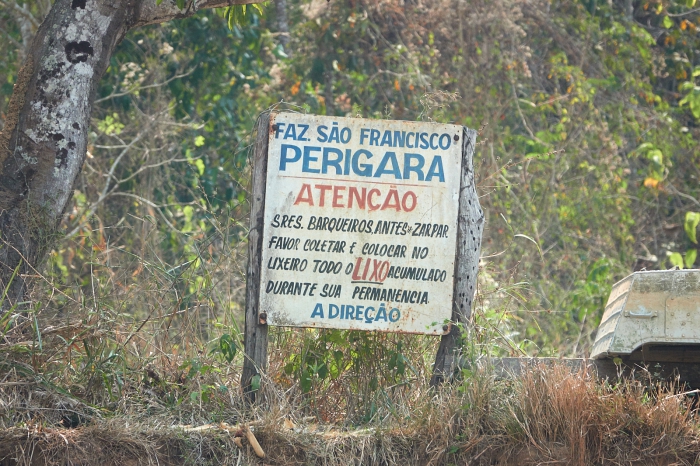 FAZ SÃO FRANCISCO
PERIGARA
ATENÇÃO
SRES. BARQUEIROS, ANTES DE ZARPAR
FAVOR COLETAR E COLOCAR NO
LIXEIRO TODO O LIXO ACUMULADO
DURANTE SUA PERMANENCIA
A DIREÇÃO